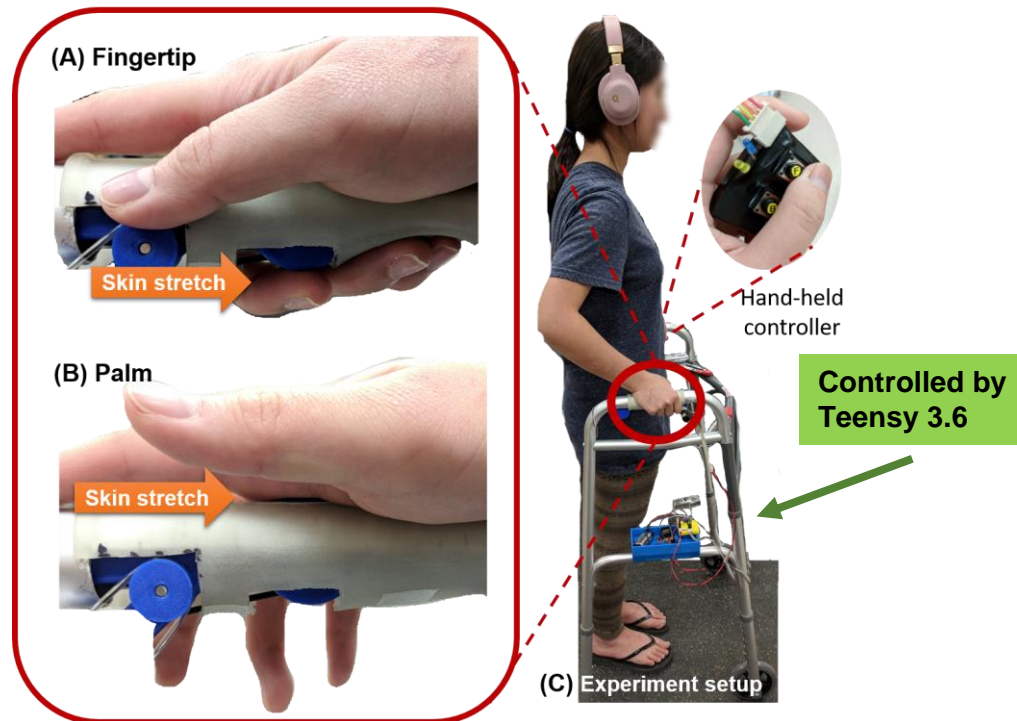 (A) Fingertip
Skin stretch
(B) Palm
Skin stretch
Hand-held
controller
Controlled by
Teensy 3.6
(C) Experiment setup
F